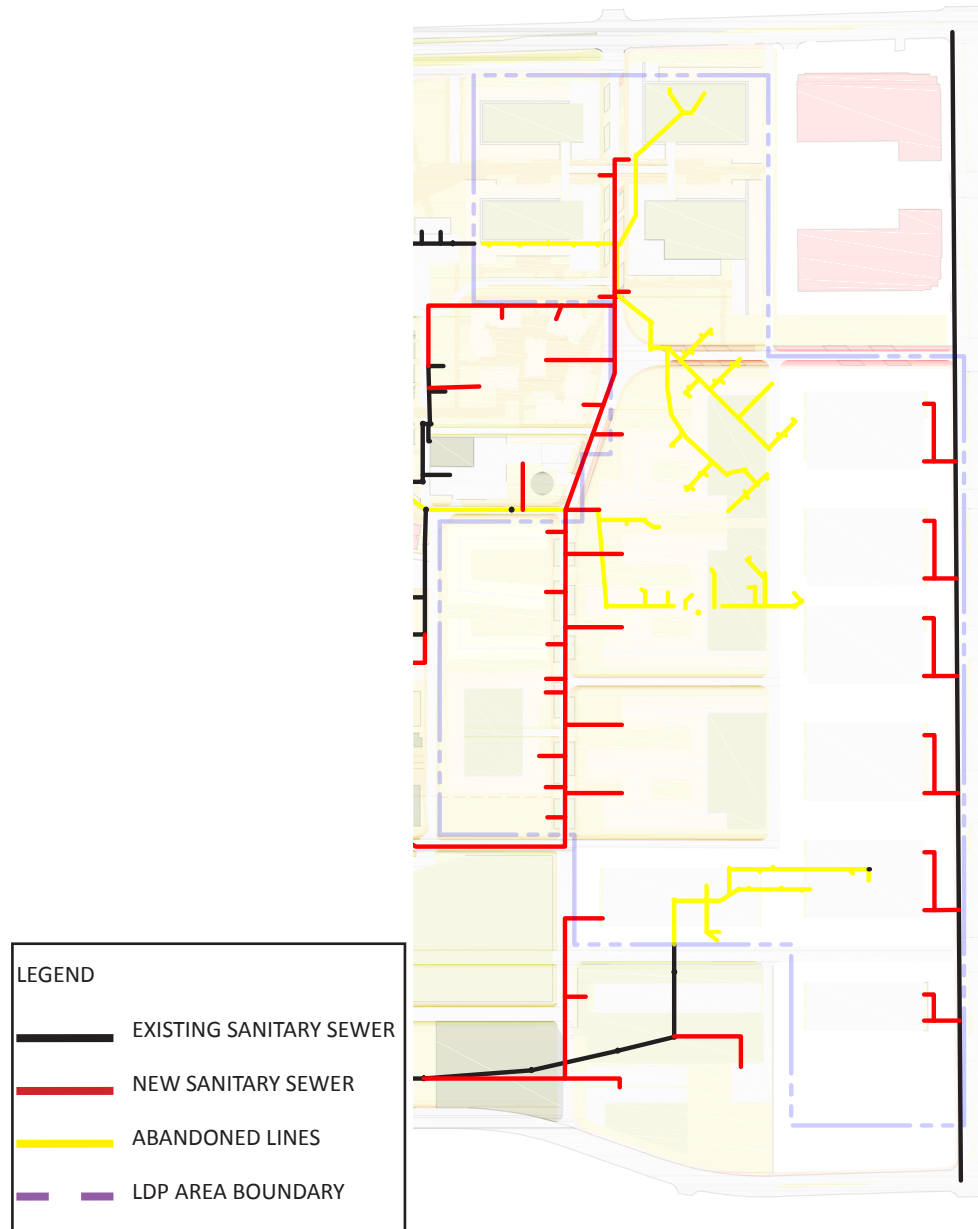 LEGEND
EXISTING SANITARY SEWER
NEW SANITARY SEWER
ABANDONED LINES
LDP AREA BOUNDARY